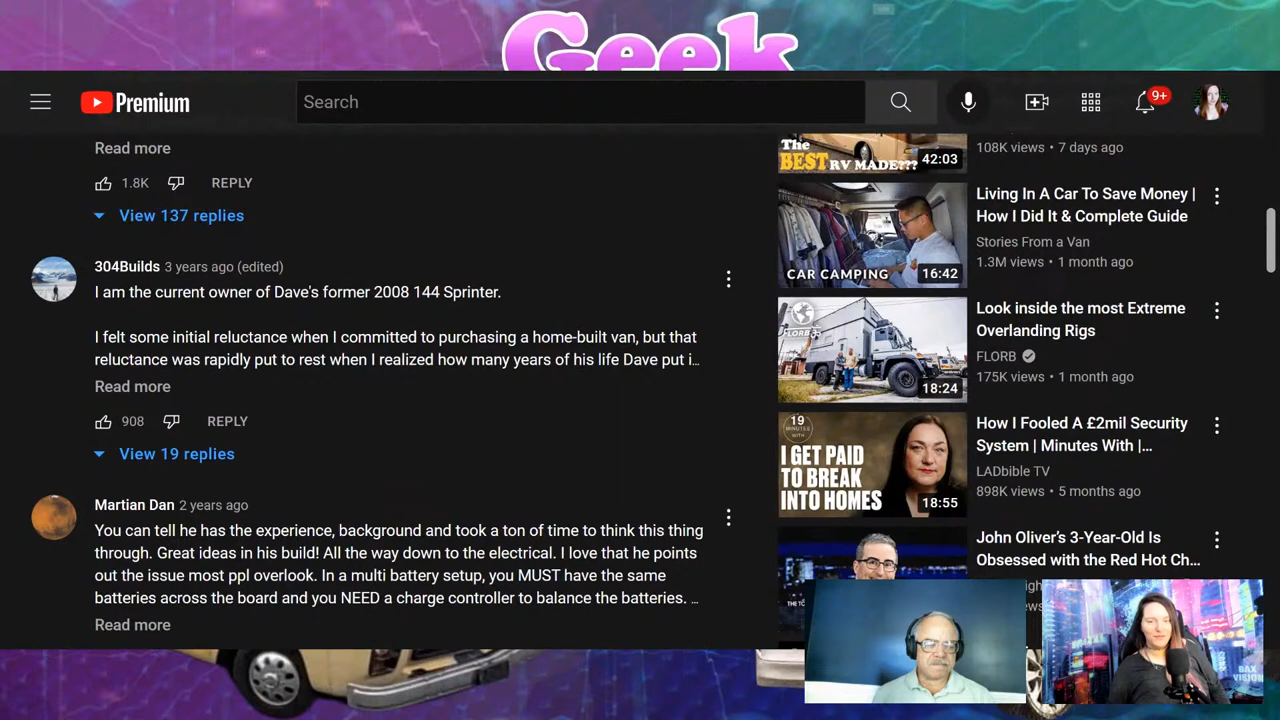 Geek
Premium
Search
9+
Read more
1.8K
REPLY
View 137 replies
304Builds 3 years ago (edited)
I am the current owner of Dave's former 2008 144 Sprinter.
I felt some initial reluctance when I committed to purchasing a home-built van, but that
reluctance was rapidly put to rest when I realized how many years of his life Dave put i…
Read more
908
REPLY
View 19 replies
Martian Dan 2 years ago
You can tell he has the experience, background and took a ton of time to think this thing
through. Great ideas in his build! All the way down to the electrical. I love that he points
out the issue most ppl overlook. In a multi battery setup, you MUST have the same
batteries across the board and you NEED a charge controller to balance the batteries. …
Read more
The
BEST RV MADE???
42:03
108K views • 7 days ago
CAR CAMPING
16:42
Living In A Car To Save Money |
How I Did It & Complete Guide
Stories From a Van
1.3M views • 1 month ago
FLORB
18:24
Look inside the most Extreme
Overlanding Rigs
FLORB
175K views • 1 month ago
19
MINUTES
WITH
I GET PAID
TO BREAK
INTO HOMES
18:55
How I Fooled A £2mil Security
System | Minutes With |…
LADbible TV
898K views • 5 months ago
John Oliver's 3-Year-Old Is
Obsessed with the Red Hot Ch…
BAX
VISION